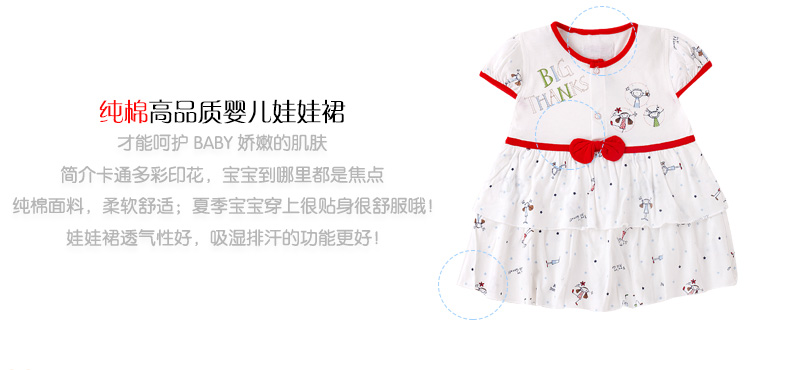 纯棉高品质婴儿娃娃裙
才能呵护 BABY 娇嫩的肌肤
简介卡通多彩印花，宝宝到哪里都是焦点
纯棉面料，柔软舒适；夏季宝宝穿上很贴身很舒服哦！
娃娃裙透气性好，吸湿排汗的功能更好！
BIG
THANKS